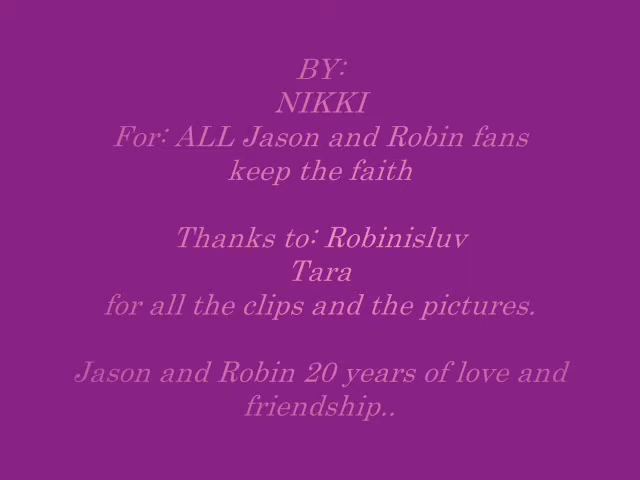 BY:
NIKKI
For: ALL Jason and Robin fans
keep the faith
Thanks to: Robinisluv
Tara
for all the clips and the pictures.
Jason and Robin 20 years of love and
friendship..